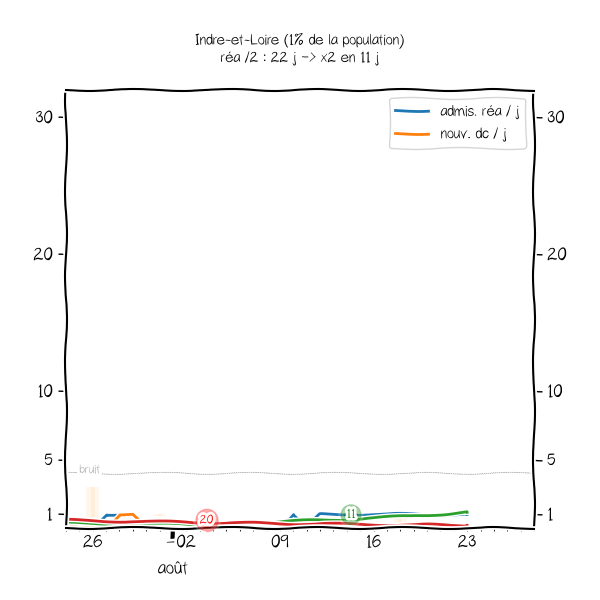 Indre-et-Loire (1% de la population)
réa /2 : 22 j -> x2 en 11 j
admis. réa / j
nouv. dc / j
30
30
20
20
10
10
5
5
bruit
1
1
20
11
26
02
09
16
23
août